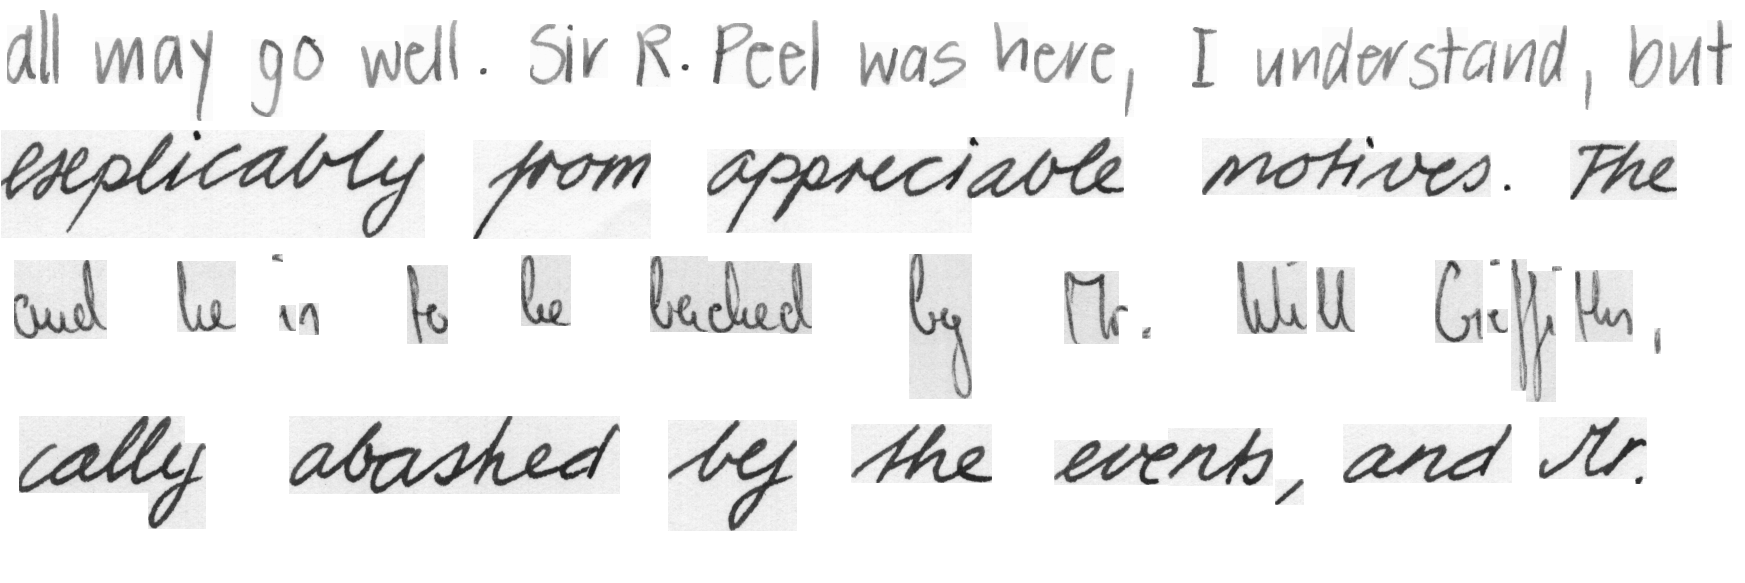 all may go well. Sir R. Peel was here, I understand, but
explicably from appreciable motives. The
and he is to be backed by Mr. Will Griffiths,
cally abashed by the events, and Mr.